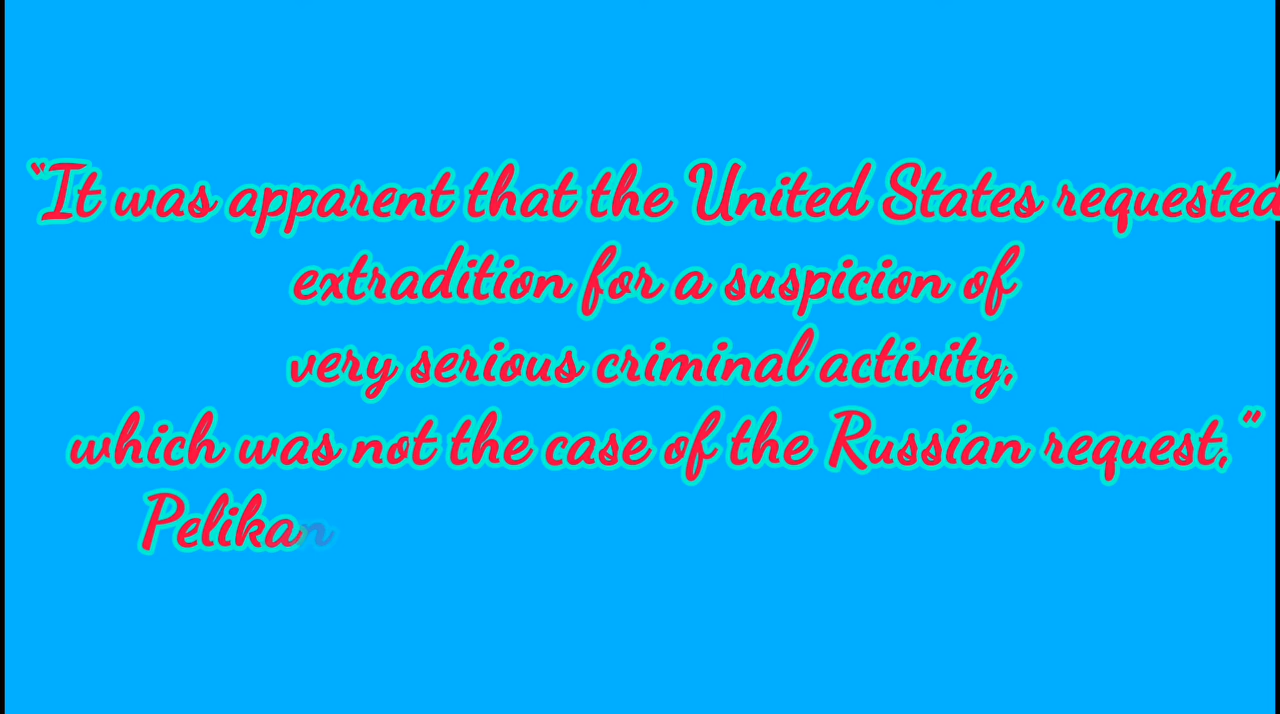 “It was apparent that the United States requested
extradition for a suspicion of
very serious criminal activity,
which was not the case of the Russian request,”
Pelikan